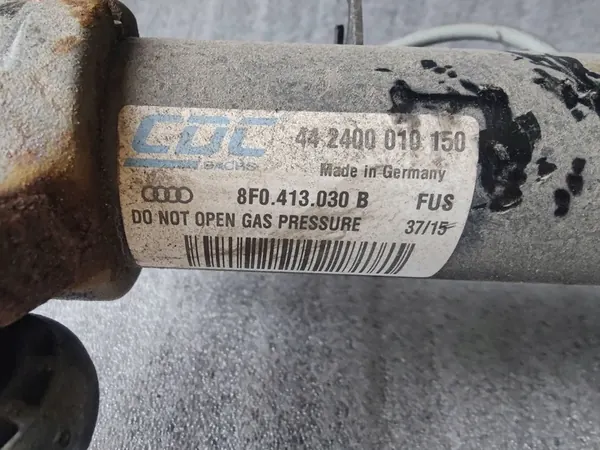 CDC 44 2400 010 150
SACHS Made in Germany
8F0.413.030 B FUS
DO NOT OPEN GAS PRESSURE 37/15